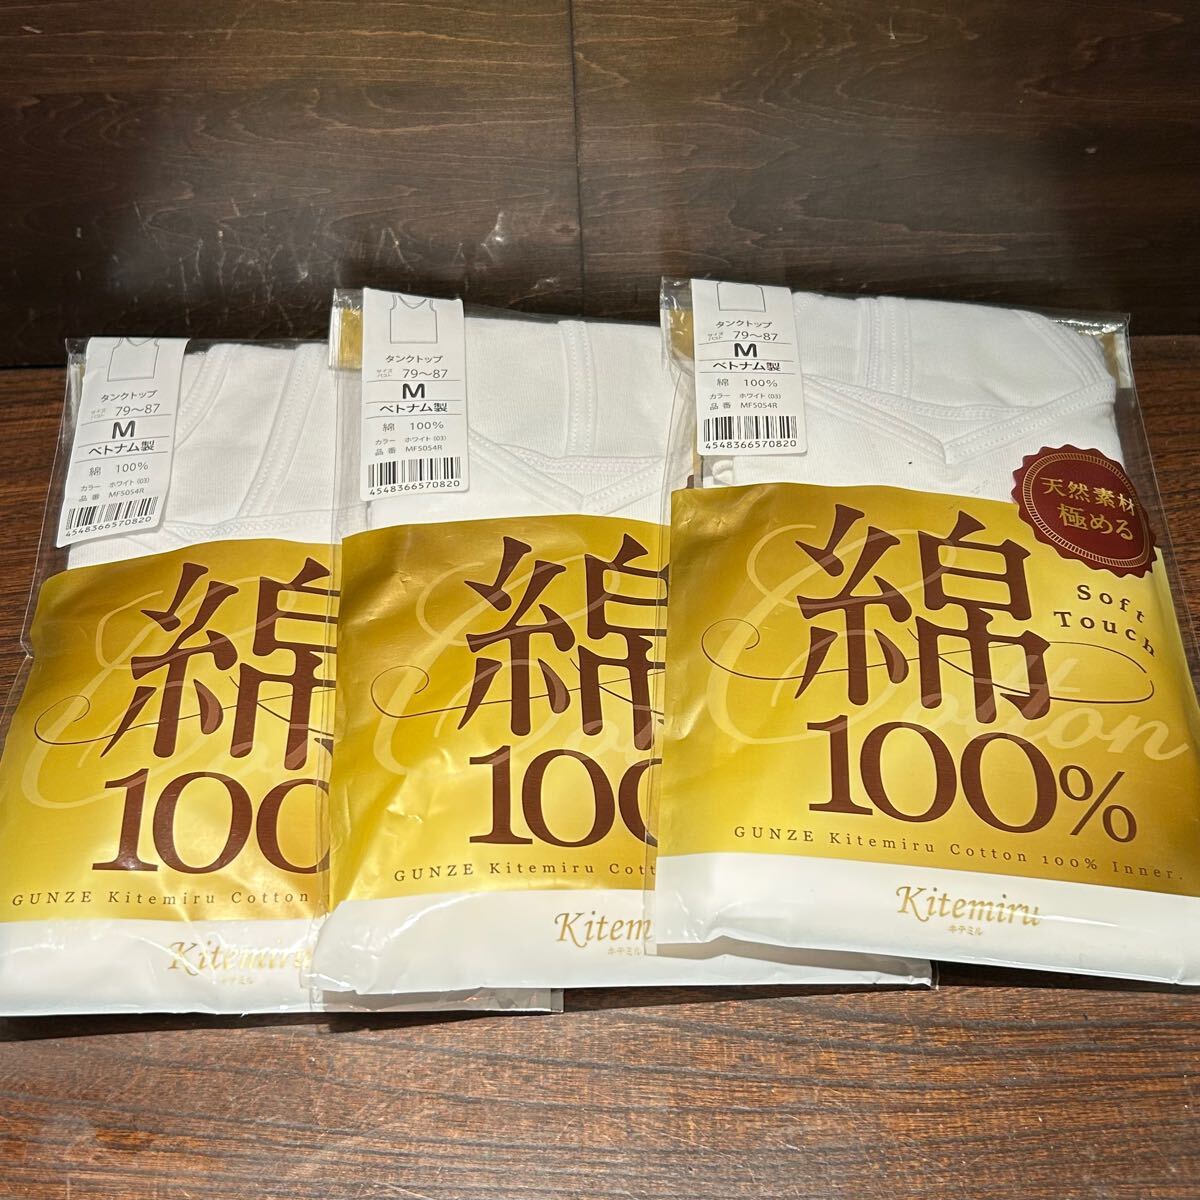 タンクトップ
サイズ バスト 79〜87
M
ベトナム製
綿 100%
カラー ホワイト(03)
品番 MF5054R
4548366570820
綿
100
GUNZE Kitemiru Cotton
Kitemiru
キテミル
タンクトップ
サイズ バスト 79〜87
M
ベトナム製
綿 100%
カラー ホワイト(03)
品番 MF5054R
4548366570820
綿
100
GUNZE Kitemiru Cott
Kitem
キテミル
タンクトップ
サイズ バスト 79〜87
M
ベトナム製
綿 100%
カラー ホワイト(03)
品番 MF5054R
4548366570820
天然素材
極める
Soft
Touch
綿
Cotton
100%
GUNZE Kitemiru Cotton 100% Inner.
Kitemiru
キテミル